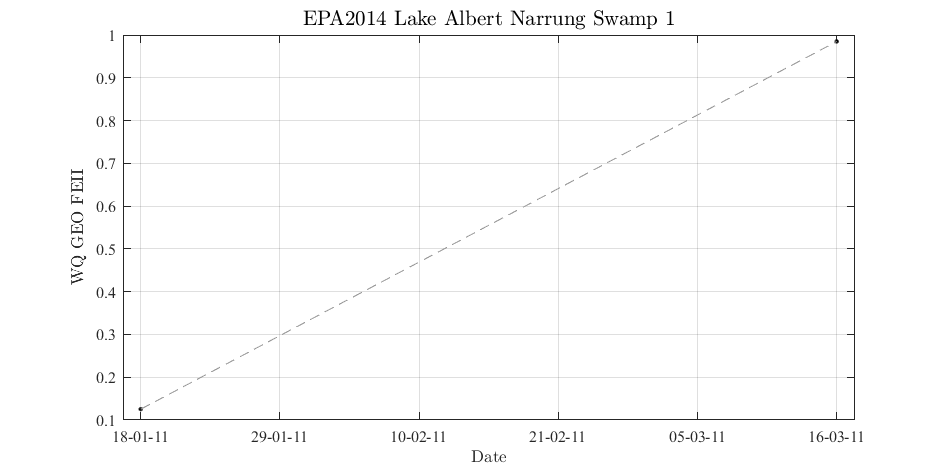 EPA2014 Lake Albert Narrung Swamp 1
1
0.9
0.8
0.7
0.6
0.5
0.4
0.3
0.2
0.1
WQ GEO FEII
18-01-11 29-01-11 10-02-11 21-02-11 05-03-11 16-03-11
Date